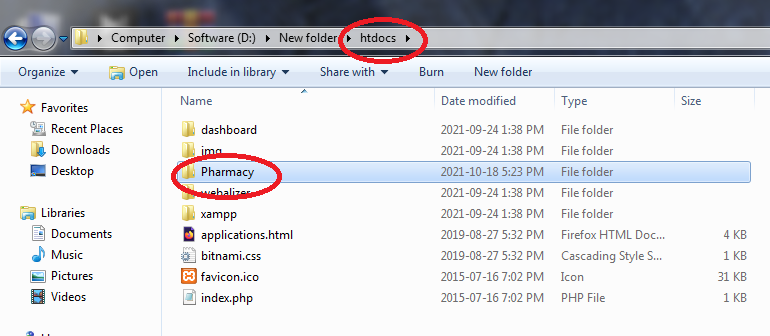 Computer Software (D:) New folder htdocs
Organize Open Include in library Share with Burn New folder
Favorites
Recent Places
Downloads
Desktop
Libraries
Documents
Music
Pictures
Videos
Name Date modified Type Size
dashboard 2021-09-24 1:38 PM File folder
img 2021-09-24 1:38 PM File folder
Pharmacy 2021-10-18 5:23 PM File folder
webalizer 2021-09-24 1:38 PM File folder
xampp 2021-09-24 1:38 PM File folder
applications.html 2019-08-27 5:32 PM Firefox HTML Doc... 4 KB
bitnami.css 2019-08-27 5:32 PM Cascading Style S... 1 KB
favicon.ico 2015-07-16 7:02 PM Icon 31 KB
index.php 2015-07-16 7:02 PM PHP File 1 KB